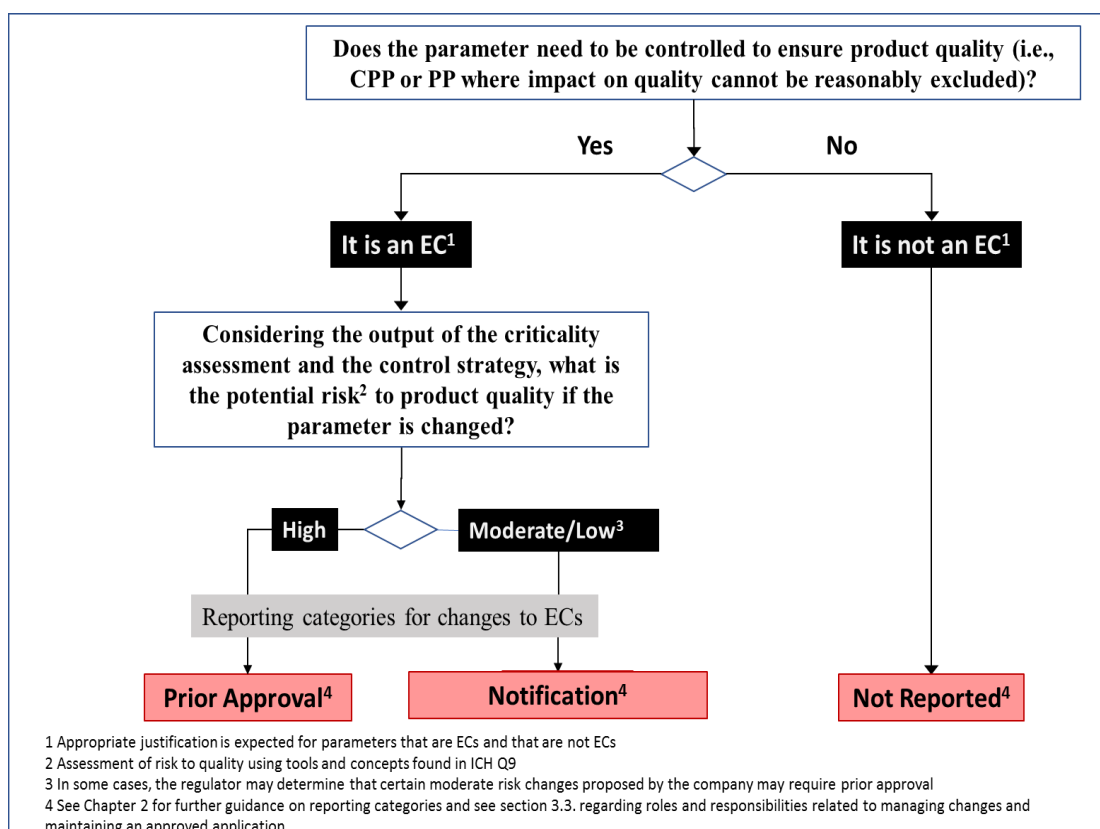 Does the parameter need to be controlled to ensure product quality (i.e.,
CPP or PP where impact on quality cannot be reasonably excluded)?
Yes
No
It is an EC1
It is not an EC1
Considering the output of the criticality
assessment and the control strategy, what is
the potential risk2 to product quality if the
parameter is changed?
High
Moderate/Low3
Reporting categories for changes to ECs
Prior Approval4
Notification4
Not Reported4
1 Appropriate justification is expected for parameters that are ECs and that are not ECs
2 Assessment of risk to quality using tools and concepts found in ICH Q9
3 In some cases, the regulator may determine that certain moderate risk changes proposed by the company may require prior approval
4 See Chapter 2 for further guidance on reporting categories and see section 3.3. regarding roles and responsibilities related to managing changes and
maintaining an approved application